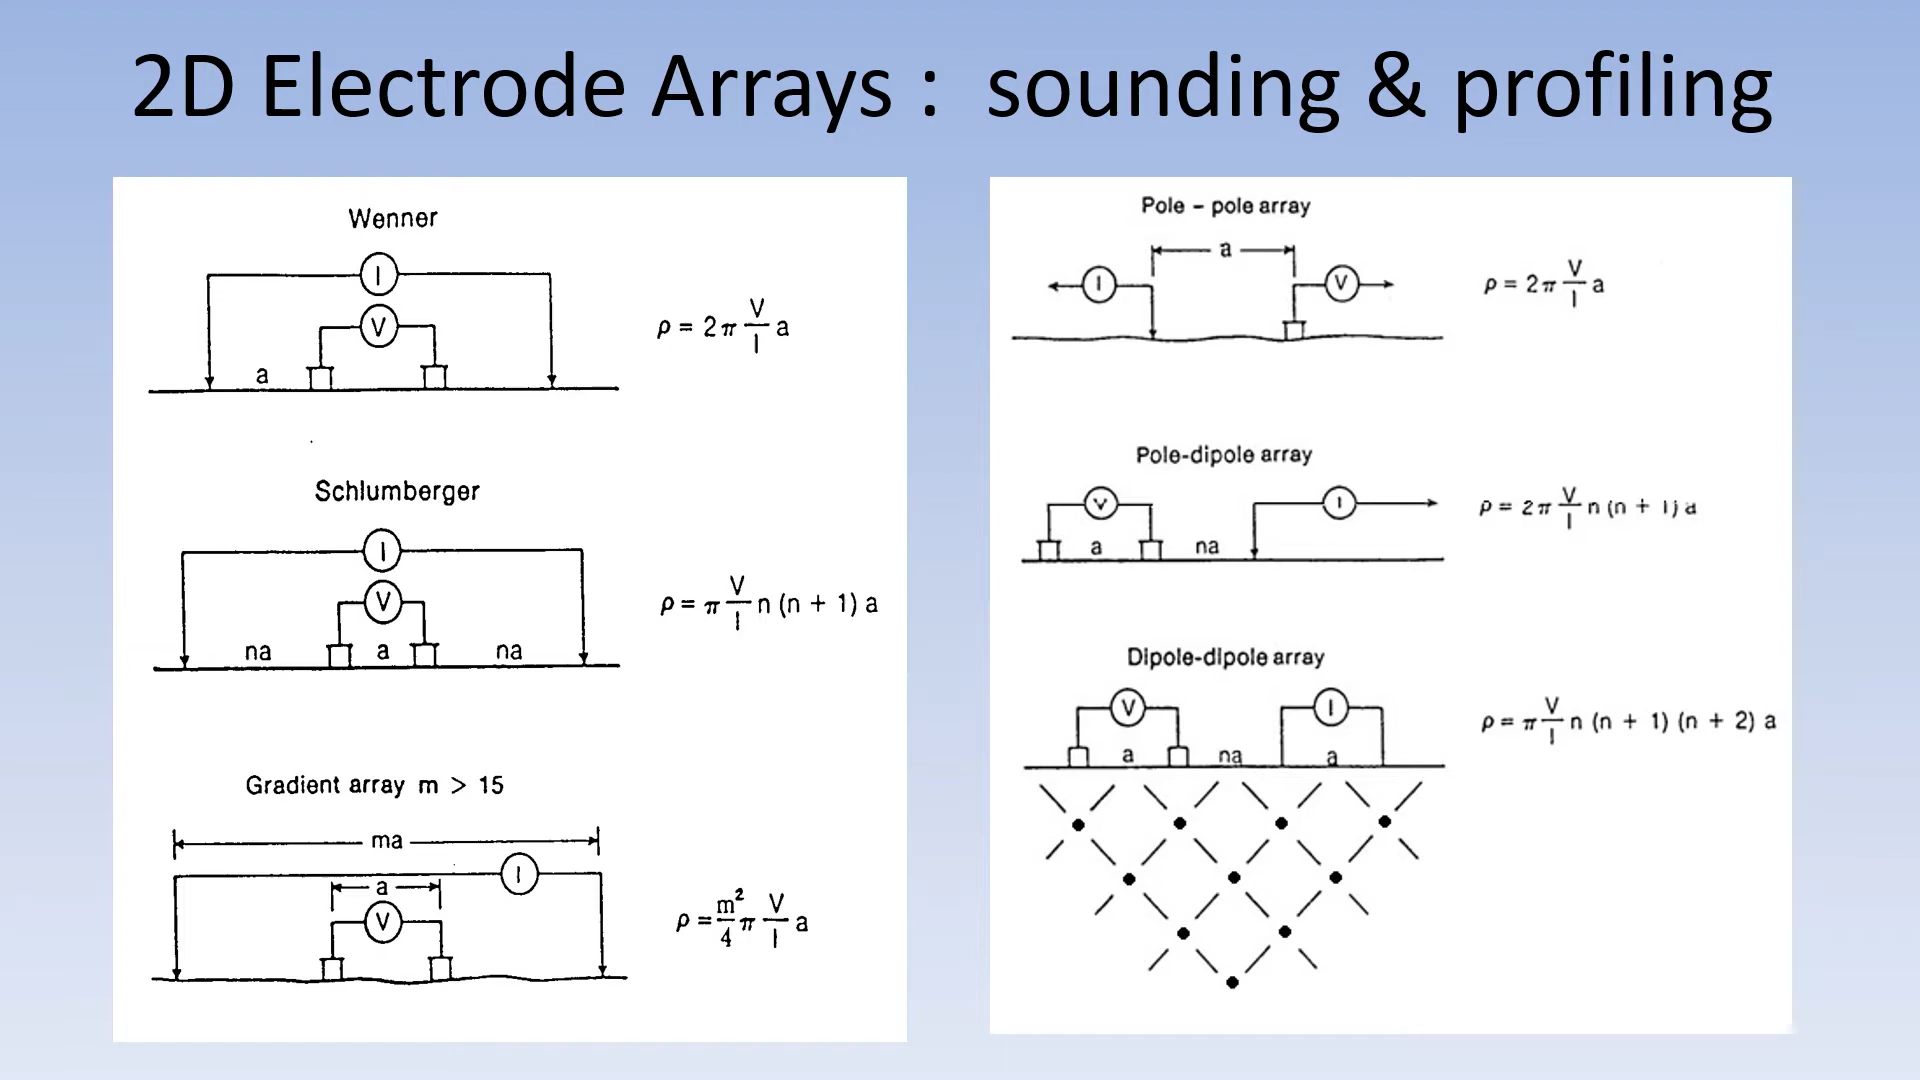 2D Electrode Arrays : sounding & profiling
Wenner
I
V
a
ρ = 2π V/I a
Schlumberger
I
V
na a na
ρ = π V/I n (n + 1) a
Gradient array m > 15
ma
I
a
V
ρ = m²/4 π V/I a
Pole – pole array
a
I V
ρ = 2π V/I a
Pole-dipole array
V I
a na
ρ = 2π V/I n (n + 1) a
Dipole-dipole array
V I
a na a
ρ = π V/I n (n + 1) (n + 2) a